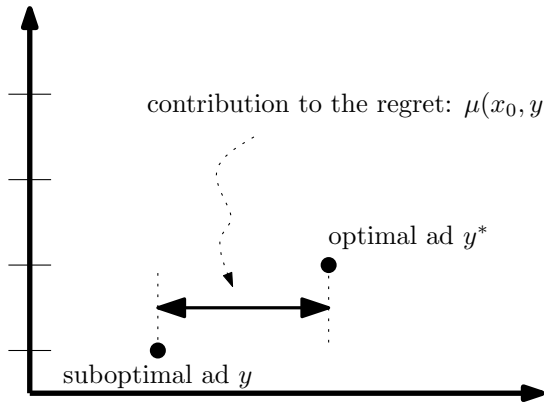 contribution to the regret: μ(x₀, y
optimal ad y*
suboptimal ad y